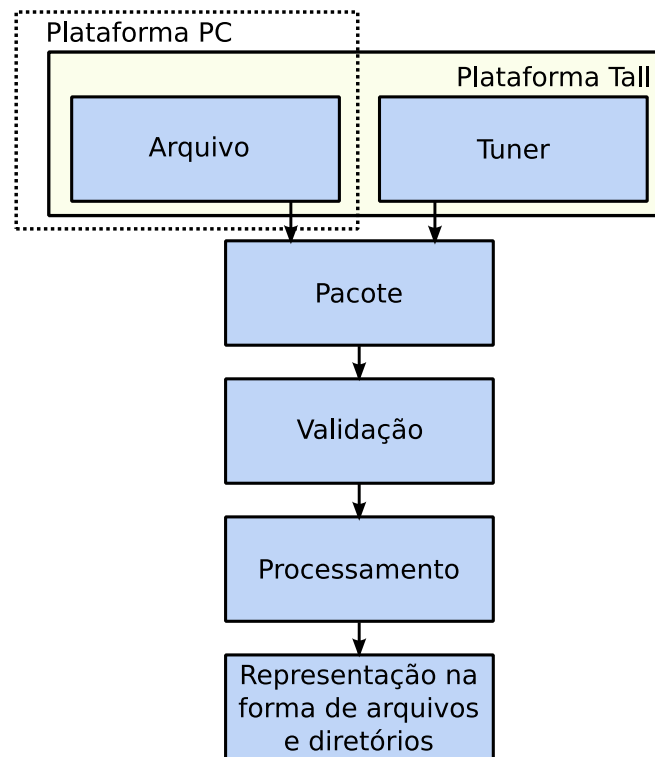 Plataforma PC
Plataforma Tall
Arquivo
Tuner
Pacote
Validação
Processamento
Representação na
forma de arquivos
e diretórios